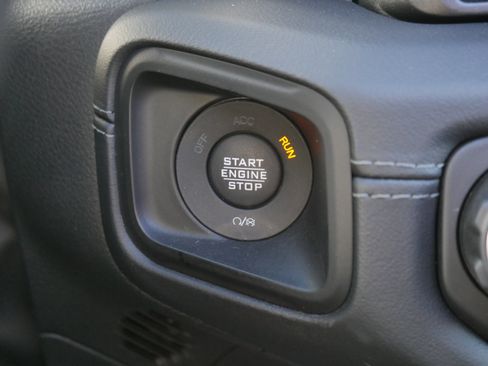 OFF ACC RUN
START
ENGINE
STOP